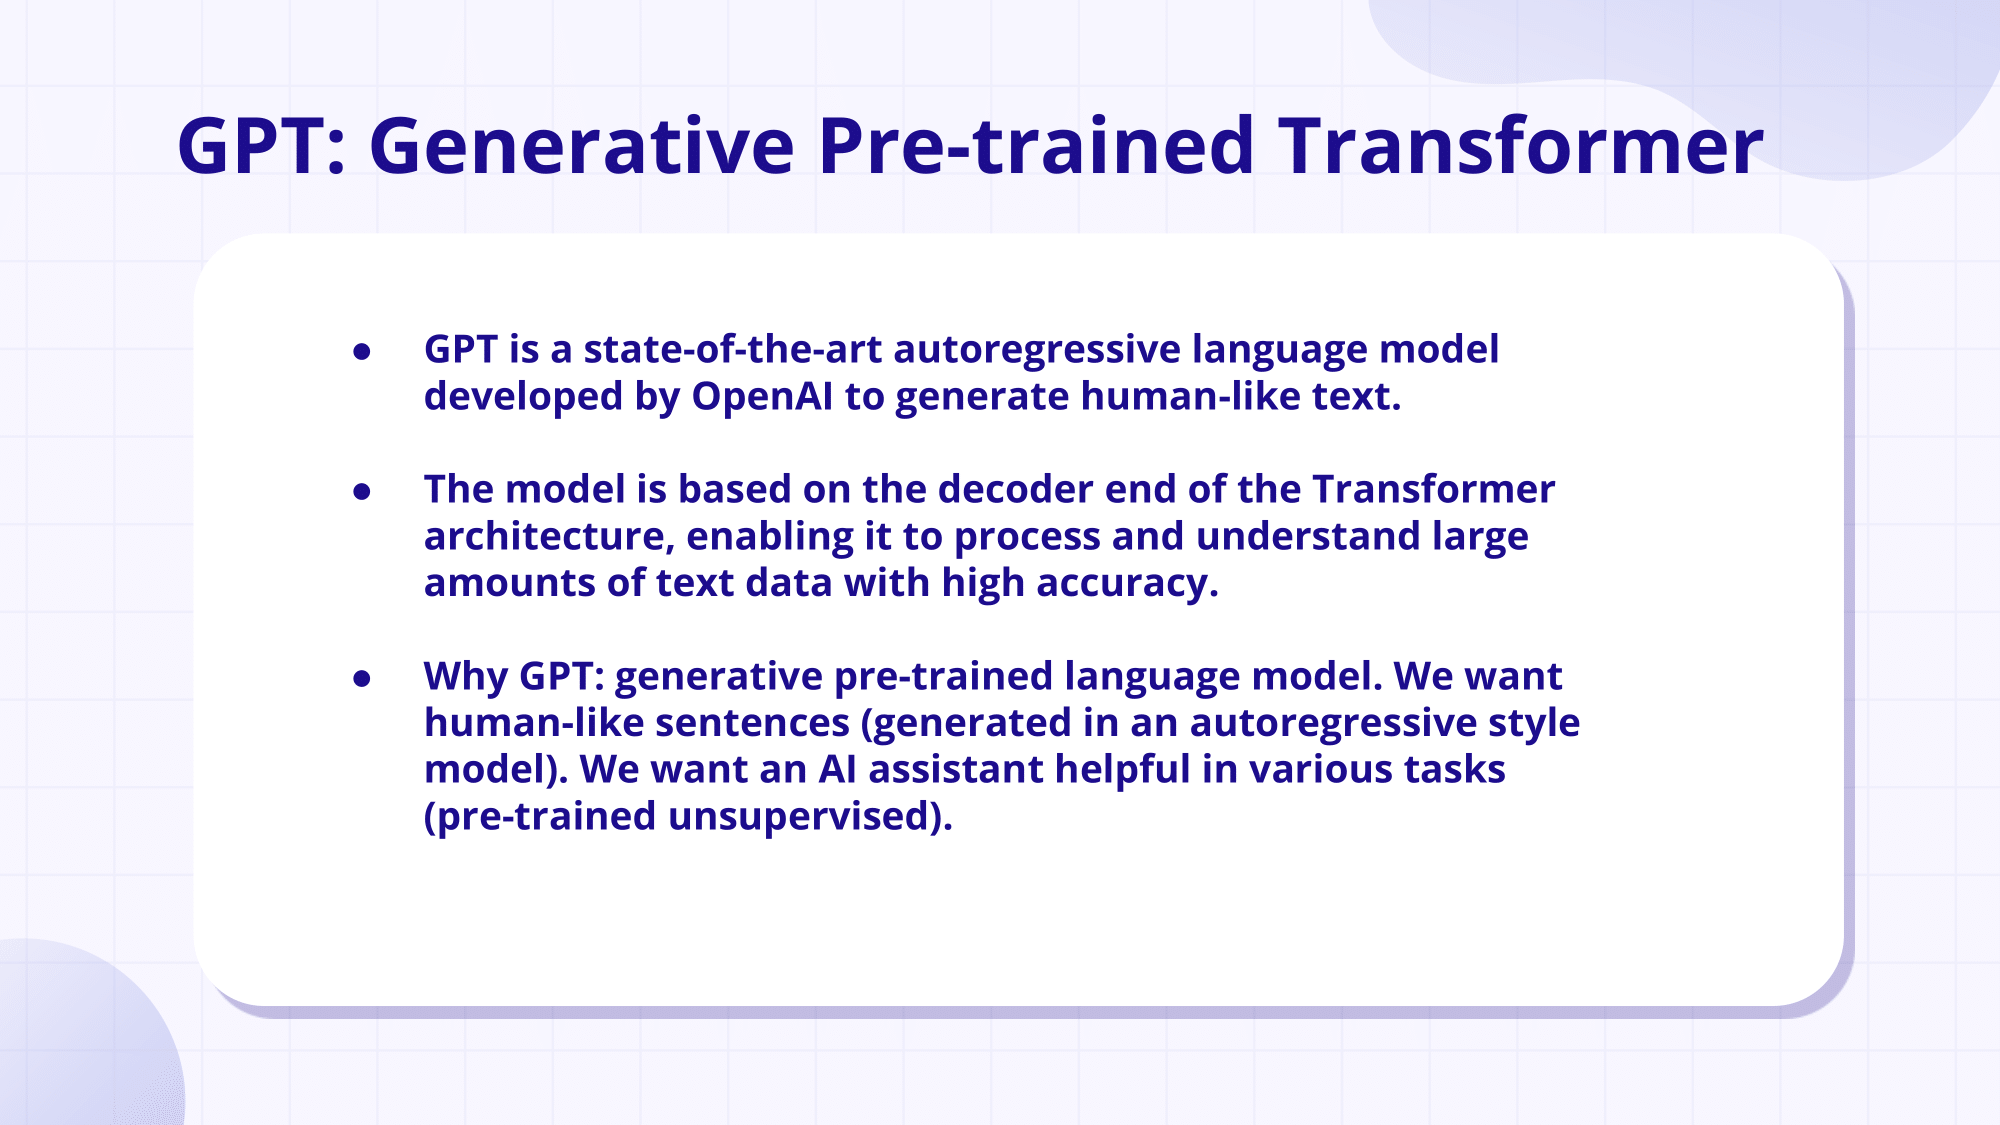 GPT: Generative Pre-trained Transformer
● GPT is a state-of-the-art autoregressive language model
developed by OpenAI to generate human-like text.
● The model is based on the decoder end of the Transformer
architecture, enabling it to process and understand large
amounts of text data with high accuracy.
● Why GPT: generative pre-trained language model. We want
human-like sentences (generated in an autoregressive style
model). We want an AI assistant helpful in various tasks
(pre-trained unsupervised).